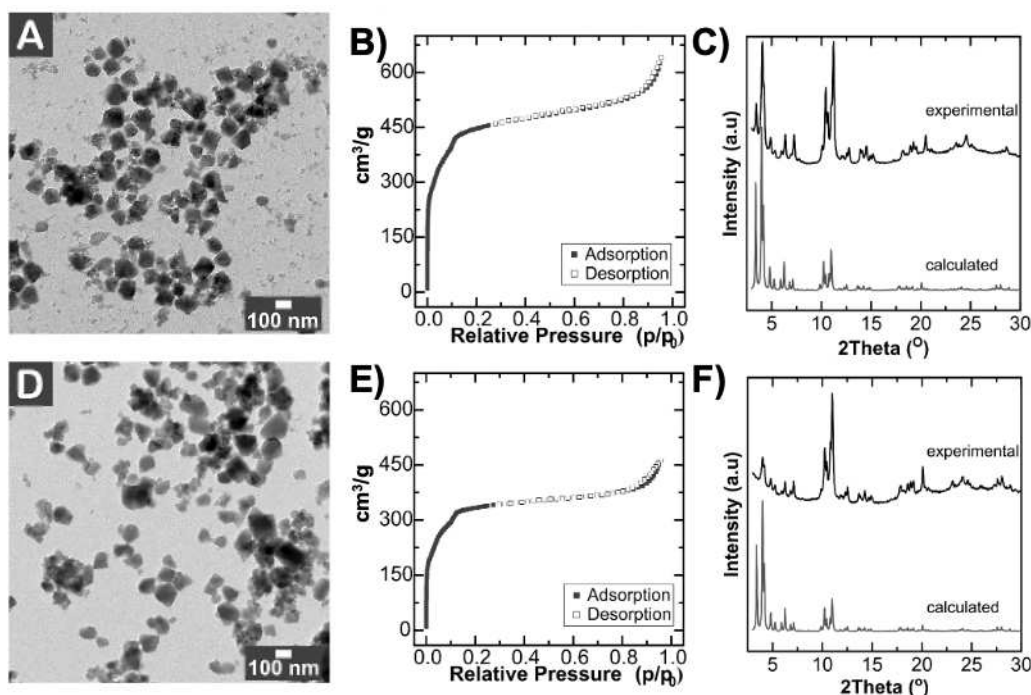 A
100 nm
B)
cm³/g
600
450
300
150
0
Adsorption
Desorption
0.0 0.2 0.4 0.6 0.8 1.0
Relative Pressure (p/p₀)
C)
Intensity (a.u)
experimental
calculated
5 10 15 20 25 30
2Theta (°)
D
100 nm
E)
cm³/g
600
450
300
150
0
Adsorption
Desorption
0.0 0.2 0.4 0.6 0.8 1.0
Relative Pressure (p/p₀)
F)
Intensity (a.u)
experimental
calculated
5 10 15 20 25 30
2Theta (°)